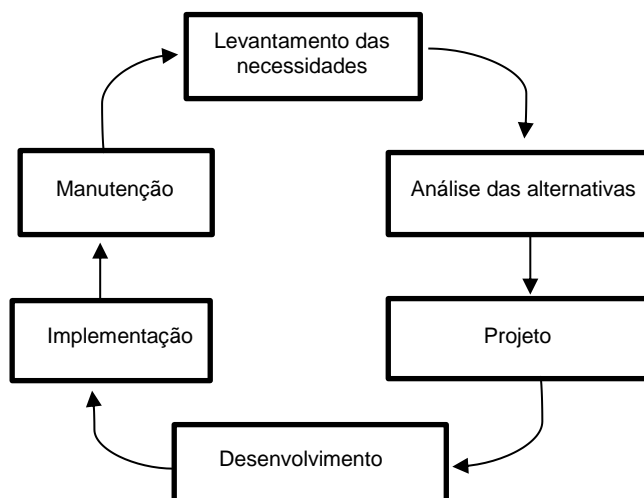 Levantamento das
necessidades
Análise das alternativas
Projeto
Desenvolvimento
Implementação
Manutenção